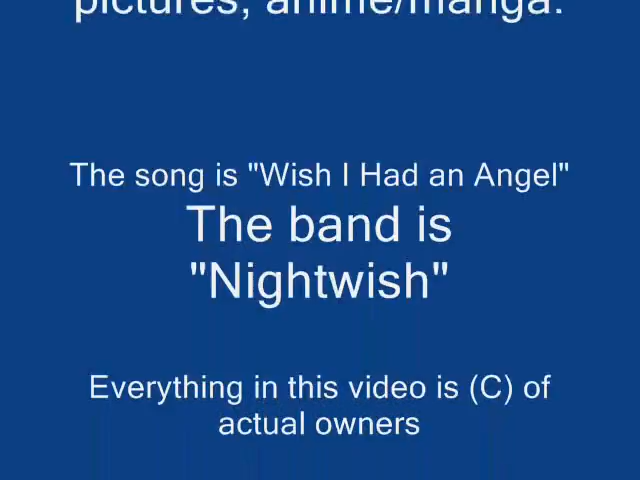 pictures, anime/manga.
The song is "Wish I Had an Angel"
The band is
"Nightwish"
Everything in this video is (C) of
actual owners